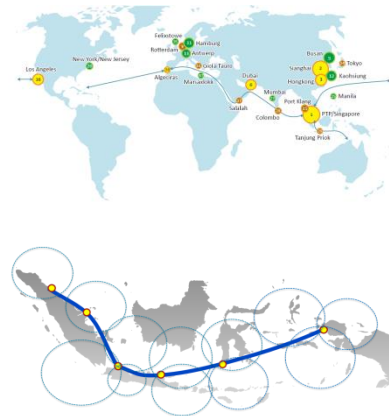 Felixstowe
Hamburg
Rotterdam
Antwerp
New York/New Jersey
Los Angeles
Algeciras
Gioia Tauro
Marsaxlokk
Dubai
Salalah
Mumbai
Colombo
Busan
Tokyo
Sianghai
Hongkong
Kaohsiung
Manila
Port Klang
PTP/Singapore
Tanjung Priok